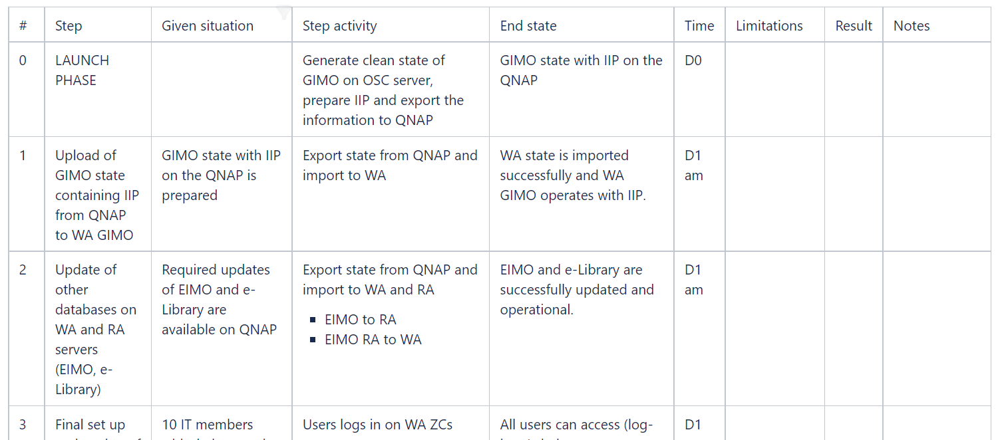 # Step Given situation Step activity End state Time Limitations Result Notes
0
LAUNCH
PHASE
Generate clean state of
GIMO on OSC server,
prepare IIP and export the
information to QNAP
GIMO state with IIP on the
QNAP
D0
1
Upload of
GIMO state
containing IIP
from QNAP
to WA GIMO
GIMO state with IIP
on the QNAP is
prepared
Export state from QNAP and
import to WA
WA state is imported
successfully and WA
GIMO operates with IIP.
D1
am
2
Update of
other
databases on
WA and RA
servers
(EIMO, e-
Library)
Required updates
of EIMO and e-
Library are
available on QNAP
Export state from QNAP and
import to WA and RA
▪ EIMO to RA
▪ EIMO RA to WA
EIMO and e-Library are
successfully updated and
operational.
D1
am
3
Final set up
10 IT members
Users logs in on WA ZCs
All users can access (log-
D1